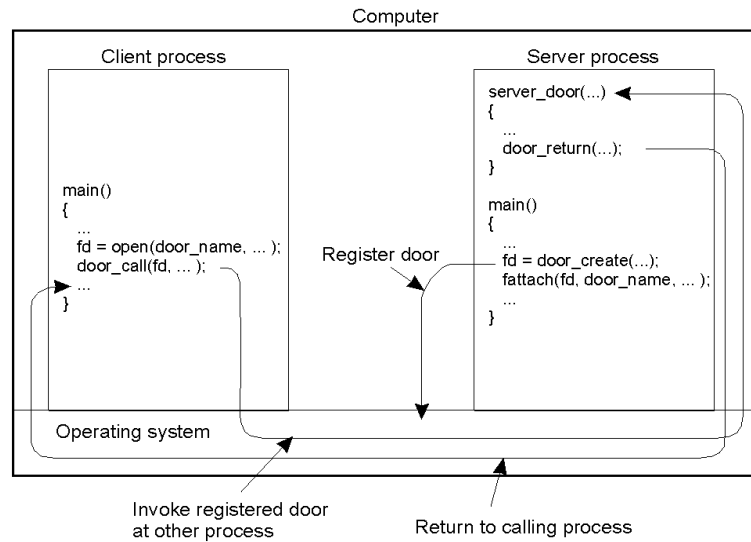 Computer
Client process
main()
{
...
fd = open(door_name, ... );
door_call(fd, ... );
...
}
Server process
server_door(...)
{
...
door_return(...);
}
main()
{
...
fd = door_create(...);
fattach(fd, door_name, ... );
...
}
Register door
Operating system
Invoke registered door
at other process
Return to calling process